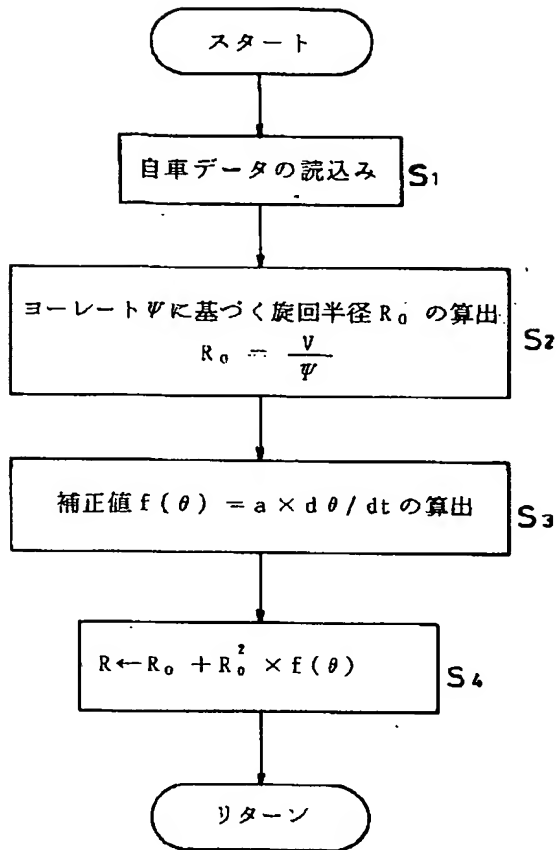 スタート
自車データの読込み S1
ヨーレートΨに基づく旋回半径R₀の算出
R₀ = V/Ψ S2
補正値f(θ)=a×dθ/dtの算出 S3
R←R₀+R₀²×f(θ) S4
リターン